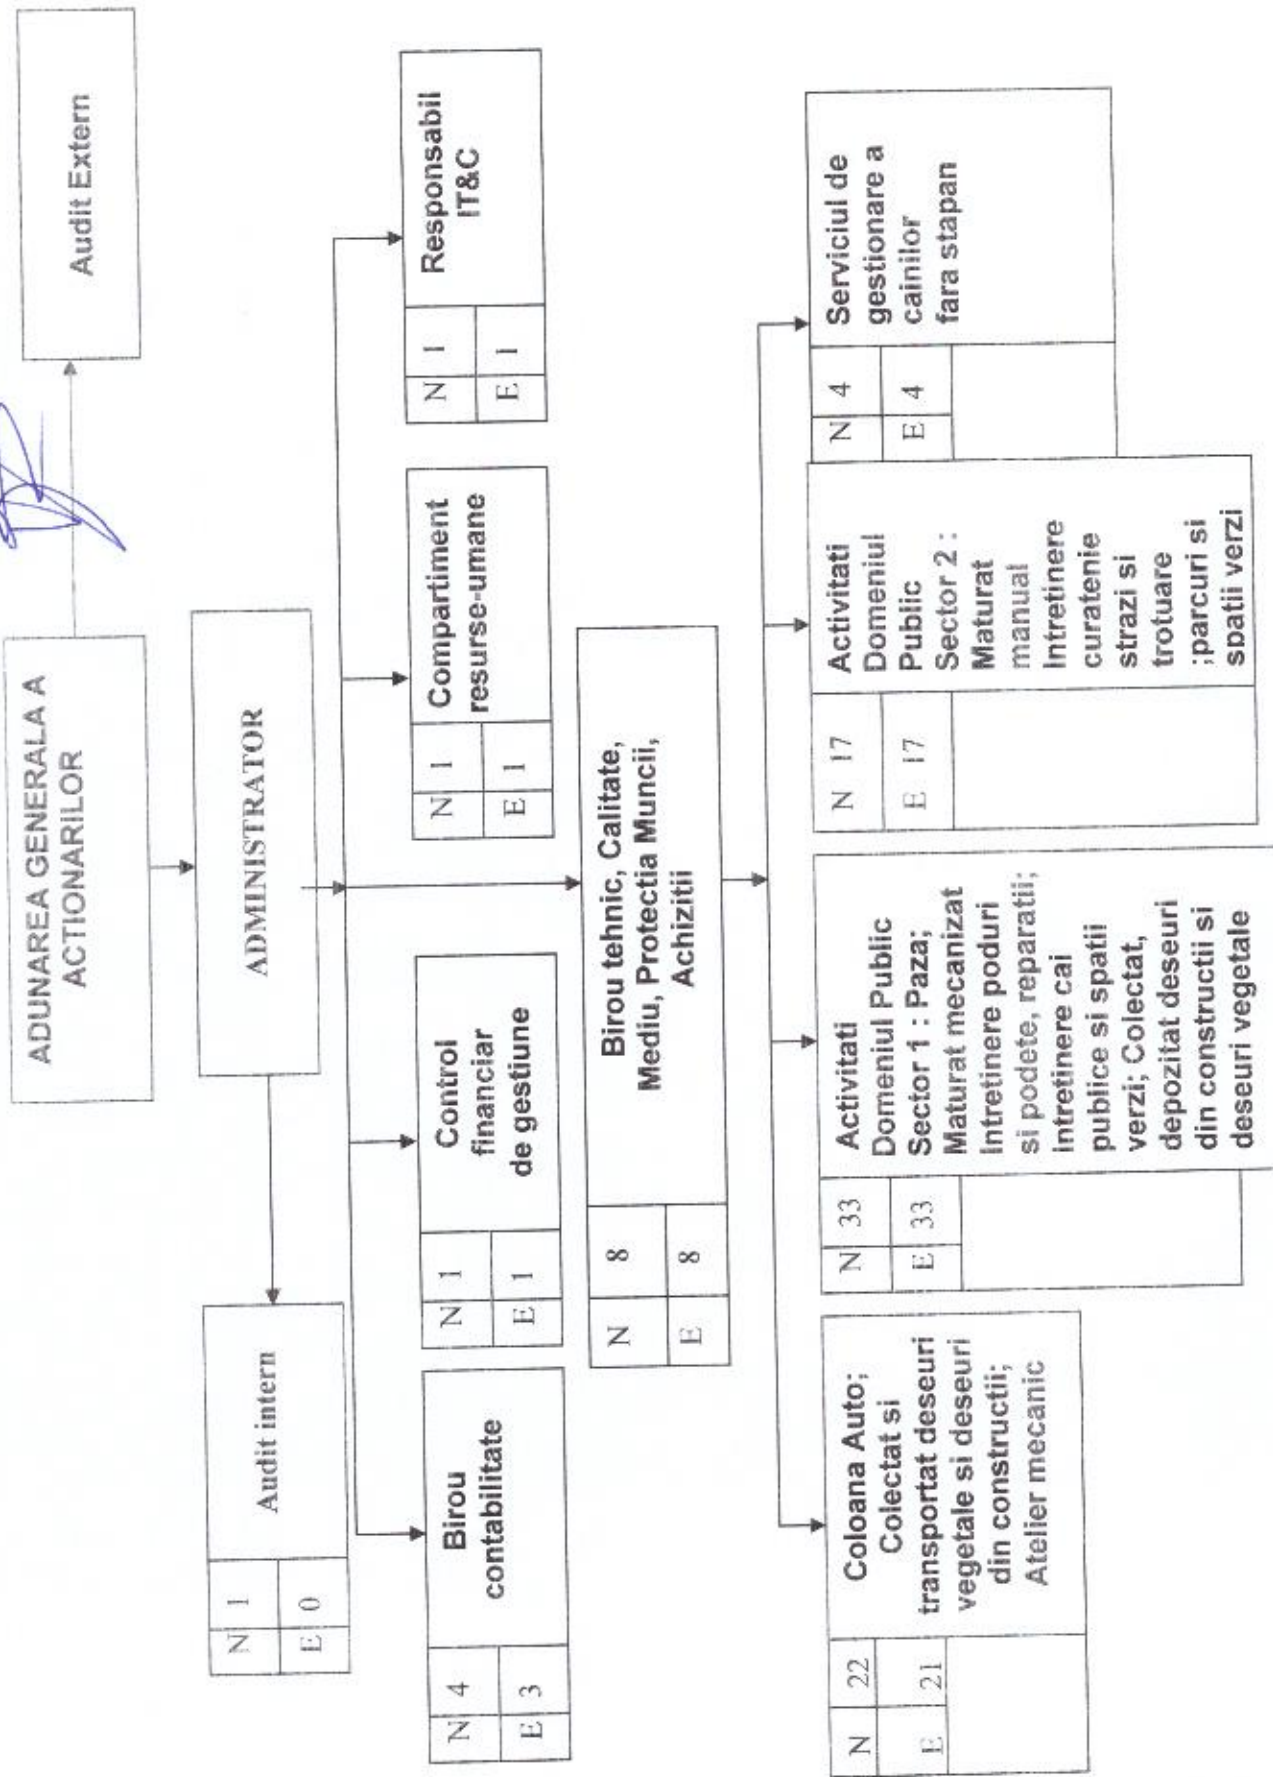 ADUNAREA GENERALA A
ACTIONARILOR
Audit Extern
ADMINISTRATOR
N 1
E 0
Audit intern
N 4
E 3
Birou
contabilitate
N 1
E 1
Control
financiar
de gestiune
N 1
E 1
Compartiment
resurse-umane
N 1
E 1
Responsabil
IT&C
N 8
E 8
Birou tehnic, Calitate,
Mediu, Protectia Muncii,
Achizitii
N 22
E 21
Coloana Auto;
Colectat si
transportat deseuri
vegetale si deseuri
din constructii;
Atelier mecanic
N 33
E 33
Activitati
Domeniul Public
Sector 1 : Paza;
Maturat mecanizat
Intretinere poduri
si podete, reparatii;
intretinere cai
publice si spatii
verzi; Colectat,
depozitat deseuri
din constructii si
deseuri vegetale
N 17
E 17
Activitati
Domeniul
Public
Sector 2 :
Maturat
manual
Intretinere
curatenie
strazi si
trotuare
;parcuri si
spatii verzi
N 4
E 4
Serviciul de
gestionare a
cainilor
fara stapan